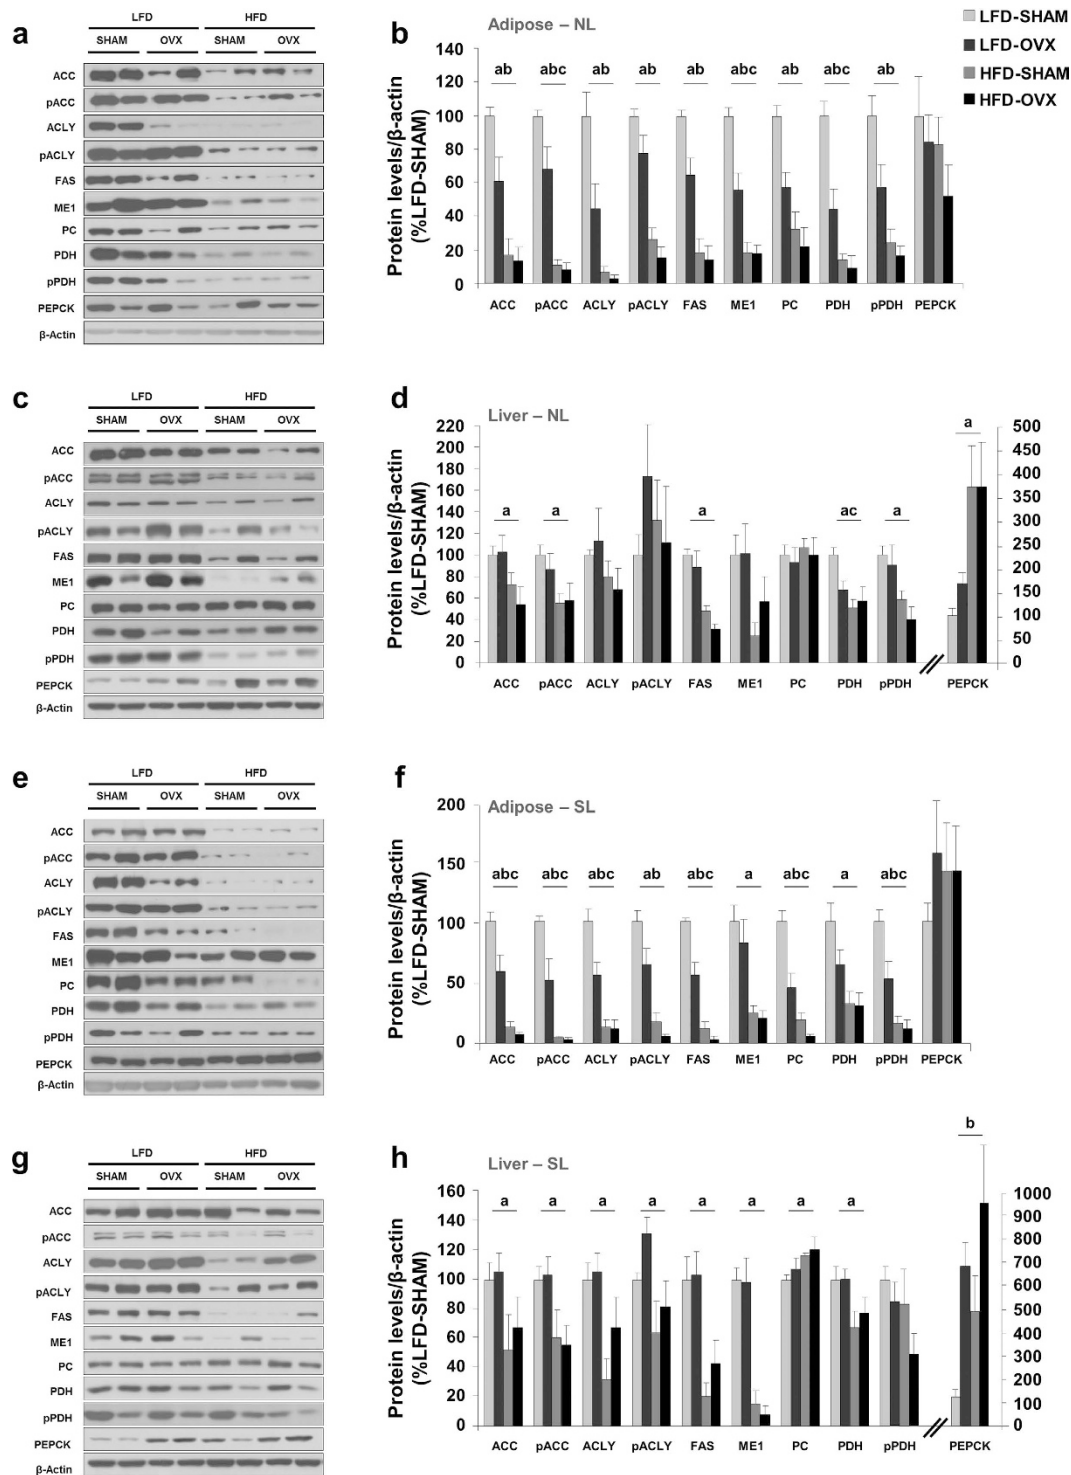 a
LFD HFD
SHAM OVX SHAM OVX
ACC
pACC
ACLY
pACLY
FAS
ME1
PC
PDH
pPDH
PEPCK
β-Actin
b
Adipose – NL
LFD-SHAM
LFD-OVX
HFD-SHAM
HFD-OVX
Protein levels/β-actin
(%LFD-SHAM)
140
120
100
80
60
40
20
0
ab abc ab ab ab abc ab abc ab
ACC pACC ACLY pACLY FAS ME1 PC PDH pPDH PEPCK
c
LFD HFD
SHAM OVX SHAM OVX
ACC
pACC
ACLY
pACLY
FAS
ME1
PC
PDH
pPDH
PEPCK
β-Actin
d
Liver – NL
Protein levels/β-actin
(%LFD-SHAM)
220
200
180
160
140
120
100
80
60
40
20
0
a a a ac a a
500
450
400
350
300
250
200
150
100
50
0
ACC pACC ACLY pACLY FAS ME1 PC PDH pPDH PEPCK
e
LFD HFD
SHAM OVX SHAM OVX
ACC
pACC
ACLY
pACLY
FAS
ME1
PC
PDH
pPDH
PEPCK
β-Actin
f
Adipose – SL
Protein levels/β-actin
(%LFD-SHAM)
200
150
100
50
0
abc abc abc ab abc a abc a abc
ACC pACC ACLY pACLY FAS ME1 PC PDH pPDH PEPCK
g
LFD HFD
SHAM OVX SHAM OVX
ACC
pACC
ACLY
pACLY
FAS
ME1
PC
PDH
pPDH
PEPCK
β-Actin
h
Liver – SL
Protein levels/β-actin
(%LFD-SHAM)
160
140
120
100
80
60
40
20
0
a a a a a a a a b
1000
900
800
700
600
500
400
300
200
100
0
ACC pACC ACLY pACLY FAS ME1 PC PDH pPDH PEPCK